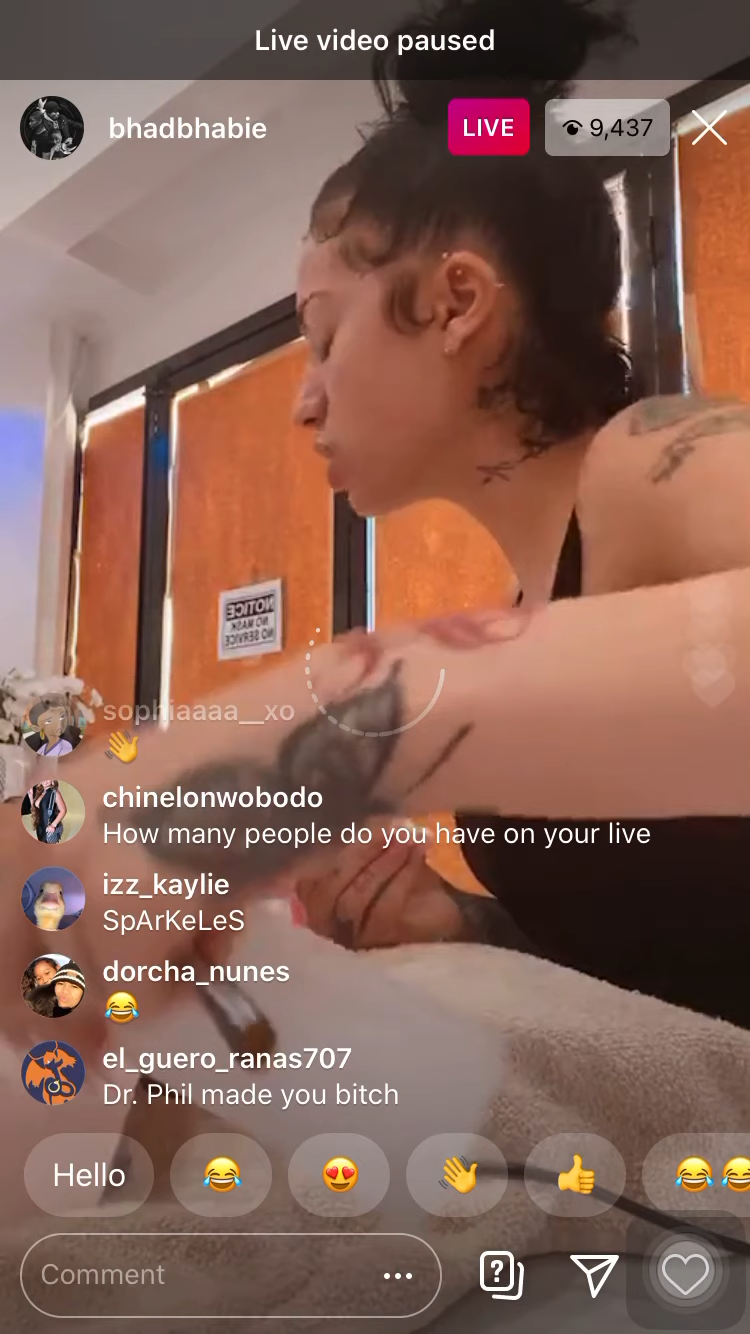 Live video paused
bhadbhabie
LIVE
9,437
NOTICE
NO MASK
NO SERVICE
sophiaaaa__xo
👋
chinelonwobodo
How many people do you have on your live
izz_kaylie
SpArKeLeS
dorcha_nunes
😂
el_guero_ranas707
Dr. Phil made you bitch
Hello 😂 😍 👋 👍 😂😂
Comment